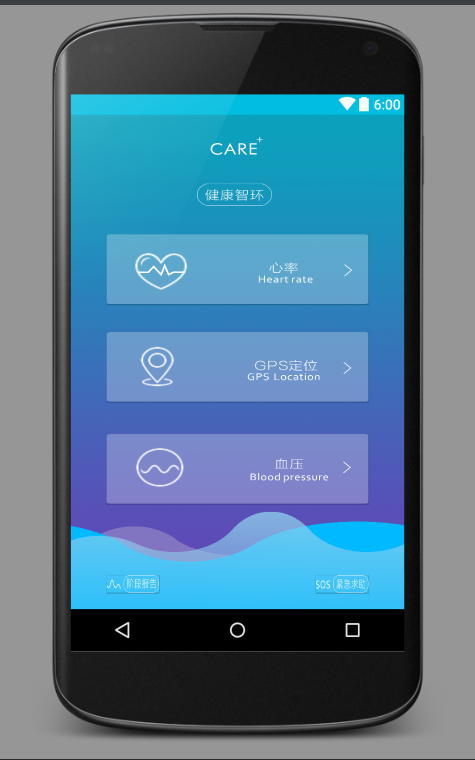 6:00
CARE+
健康智环
心率
Heart rate
GPS定位
GPS Location
血压
Blood pressure
阶段报告
SOS 紧急求助